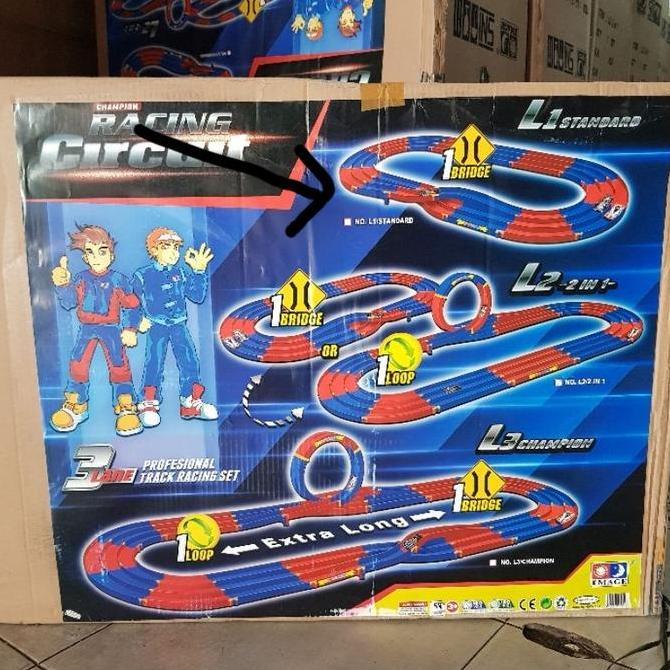 CHAMPION
RACING
Circuit
L1 STANDARD
1
BRIDGE
NO. L1/STANDARD
L2 -2 IN 1-
1
BRIDGE
OR
1
LOOP
NO. L2/2 IN 1
3 LANE PROFESIONAL
TRACK RACING SET
L3 CHAMPION
1
BRIDGE
1
LOOP
Extra Long
NO. L3/CHAMPION
IMAGE
CE